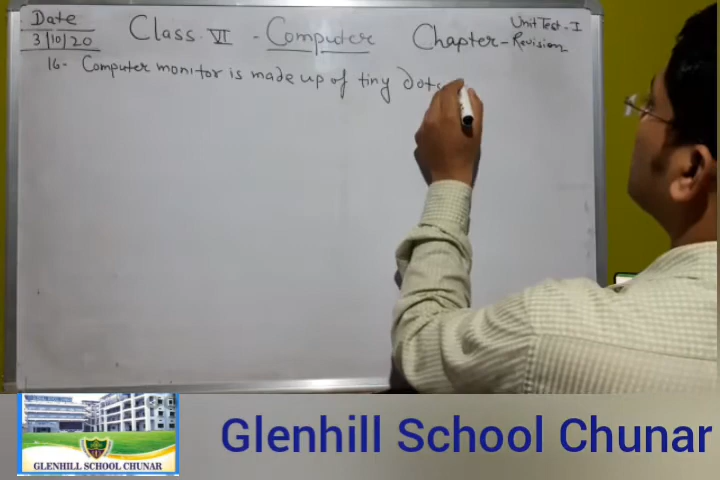 Date
3/10/20
Class. VI - Computer Chapter - Revision
Unit Test - I
16- Computer monitor is made up of tiny dots
GLENHILL SCHOOL CHUNAR
Glenhill School Chunar